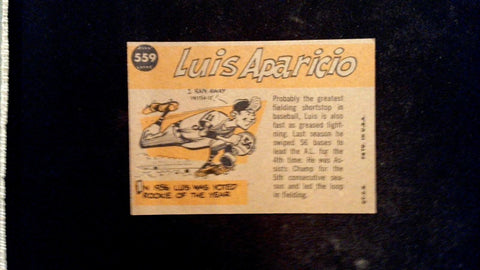 559
Luis Aparicio
I RAN AWAY
WITH IT!
Probably the greatest
fielding shortstop in
baseball, Luis is also
fast as greased light-
ning. Last season he
swiped 56 bases to
lead the A.L. for the
4th time. He was As-
sist's Champ for the
5th consecutive sea-
son and led the loop
in fielding.
IN 1956 LUIS WAS VOTED
ROOKIE OF THE YEAR
56